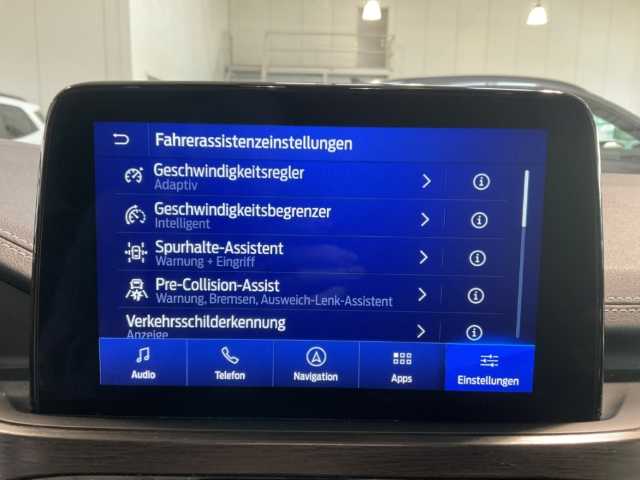 Fahrerassistenzeinstellungen
Geschwindigkeitsregler
Adaptiv
Geschwindigkeitsbegrenzer
Intelligent
Spurhalte-Assistent
Warnung + Eingriff
Pre-Collision-Assist
Warnung, Bremsen, Ausweich-Lenk-Assistent
Verkehrsschilderkennung
Anzeige
Audio Telefon Navigation Apps Einstellungen